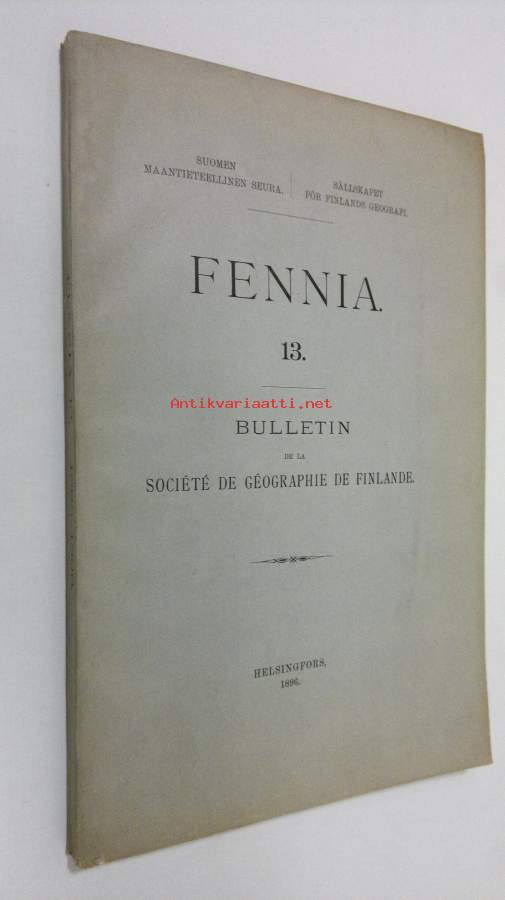 SUOMEN
MAANTIETEELLINEN SEURA.
SÄLLSKAPET
FÖR FINLANDS GEOGRAFI.
FENNIA.
13.
Antikvariaatti.net
BULLETIN
DE LA
SOCIÉTÉ DE GÉOGRAPHIE DE FINLANDE.
HELSINGFORS,
1896.